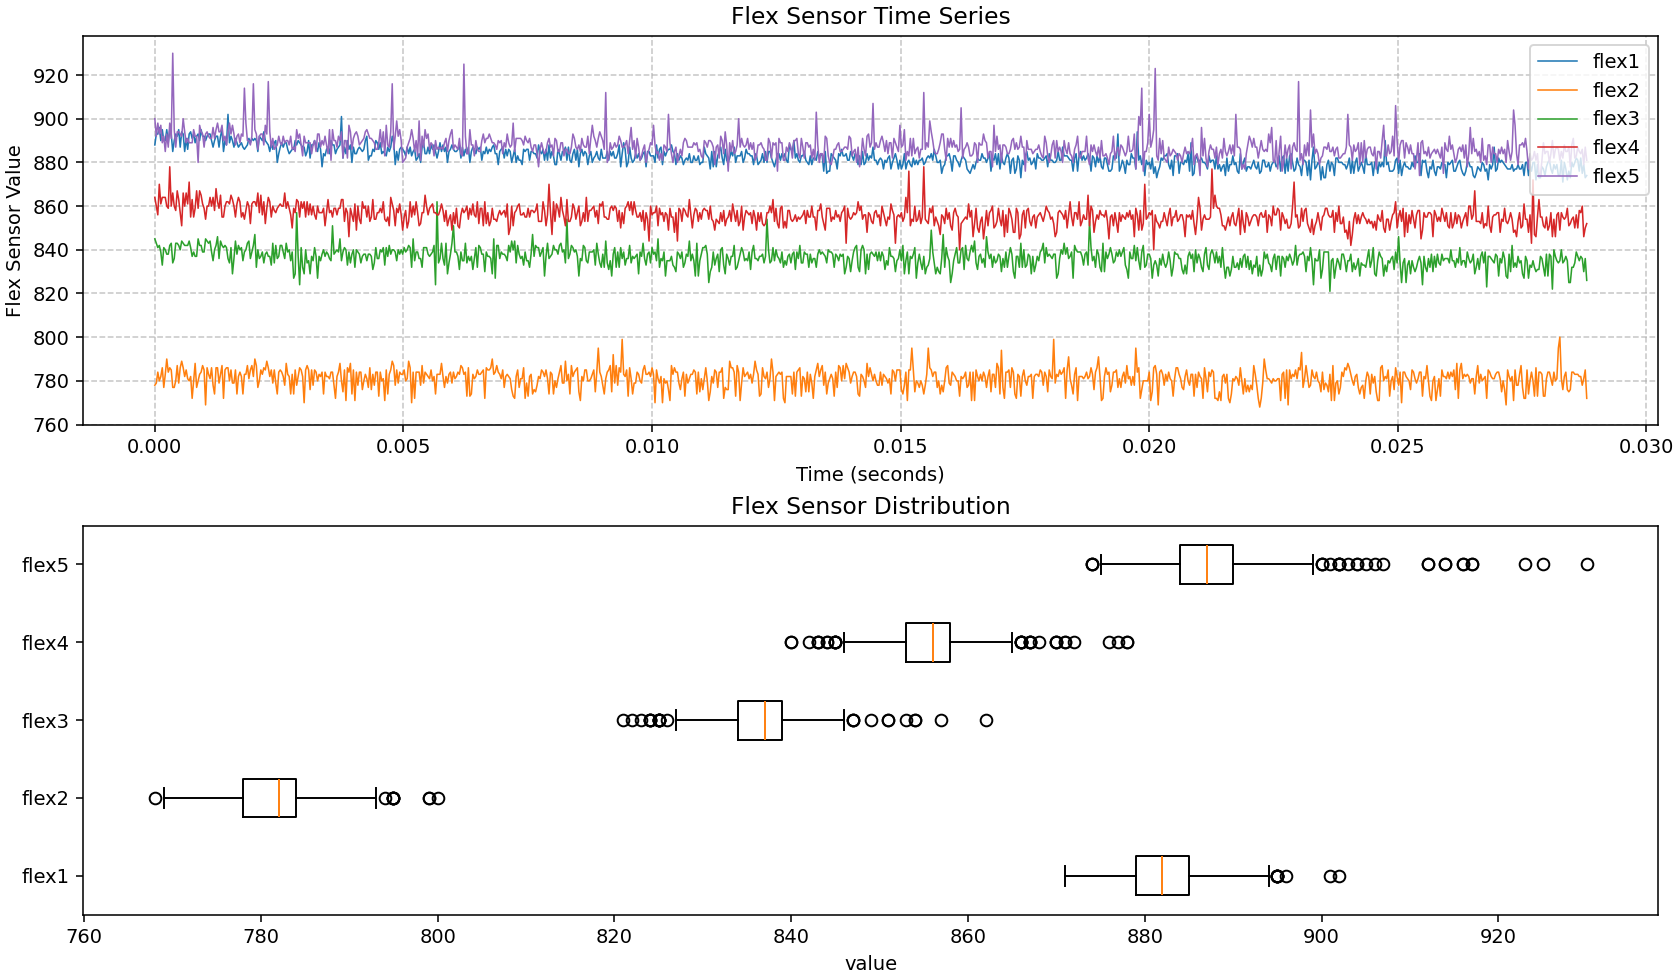 Flex Sensor Time Series
Flex Sensor Value
920
900
880
860
840
820
800
780
760
flex1
flex2
flex3
flex4
flex5
0.000 0.005 0.010 0.015 0.020 0.025 0.030
Time (seconds)
Flex Sensor Distribution
flex5
flex4
flex3
flex2
flex1
760 780 800 820 840 860 880 900 920
value